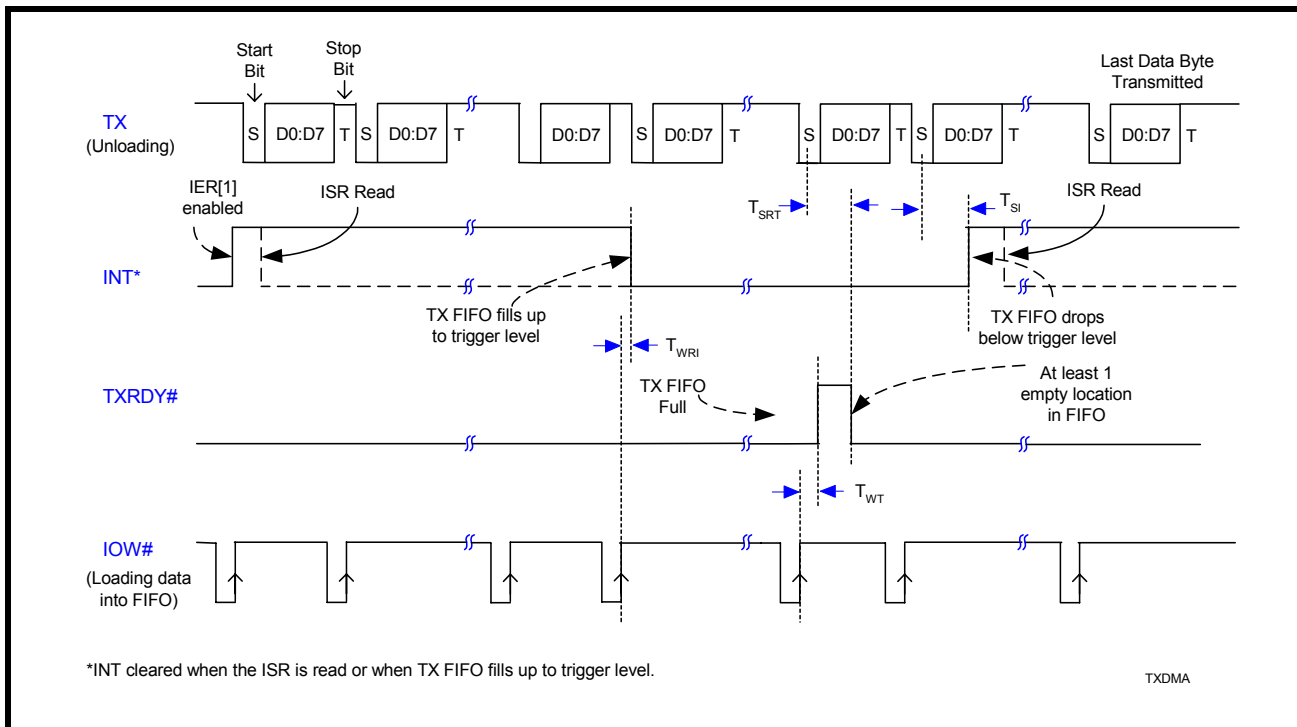 Start
Bit
Stop
Bit
Last Data Byte
Transmitted
TX
(Unloading)
S D0:D7 T S D0:D7 T D0:D7 S D0:D7 T S D0:D7 T S D0:D7 T S D0:D7 T
IER[1]
enabled
ISR Read
TSRT
TSI
ISR Read
INT*
TX FIFO fills up
to trigger level
TX FIFO drops
below trigger level
TWRI
TXRDY#
TX FIFO
Full
At least 1
empty location
in FIFO
TWT
IOW#
(Loading data
into FIFO)
*INT cleared when the ISR is read or when TX FIFO fills up to trigger level.
TXDMA